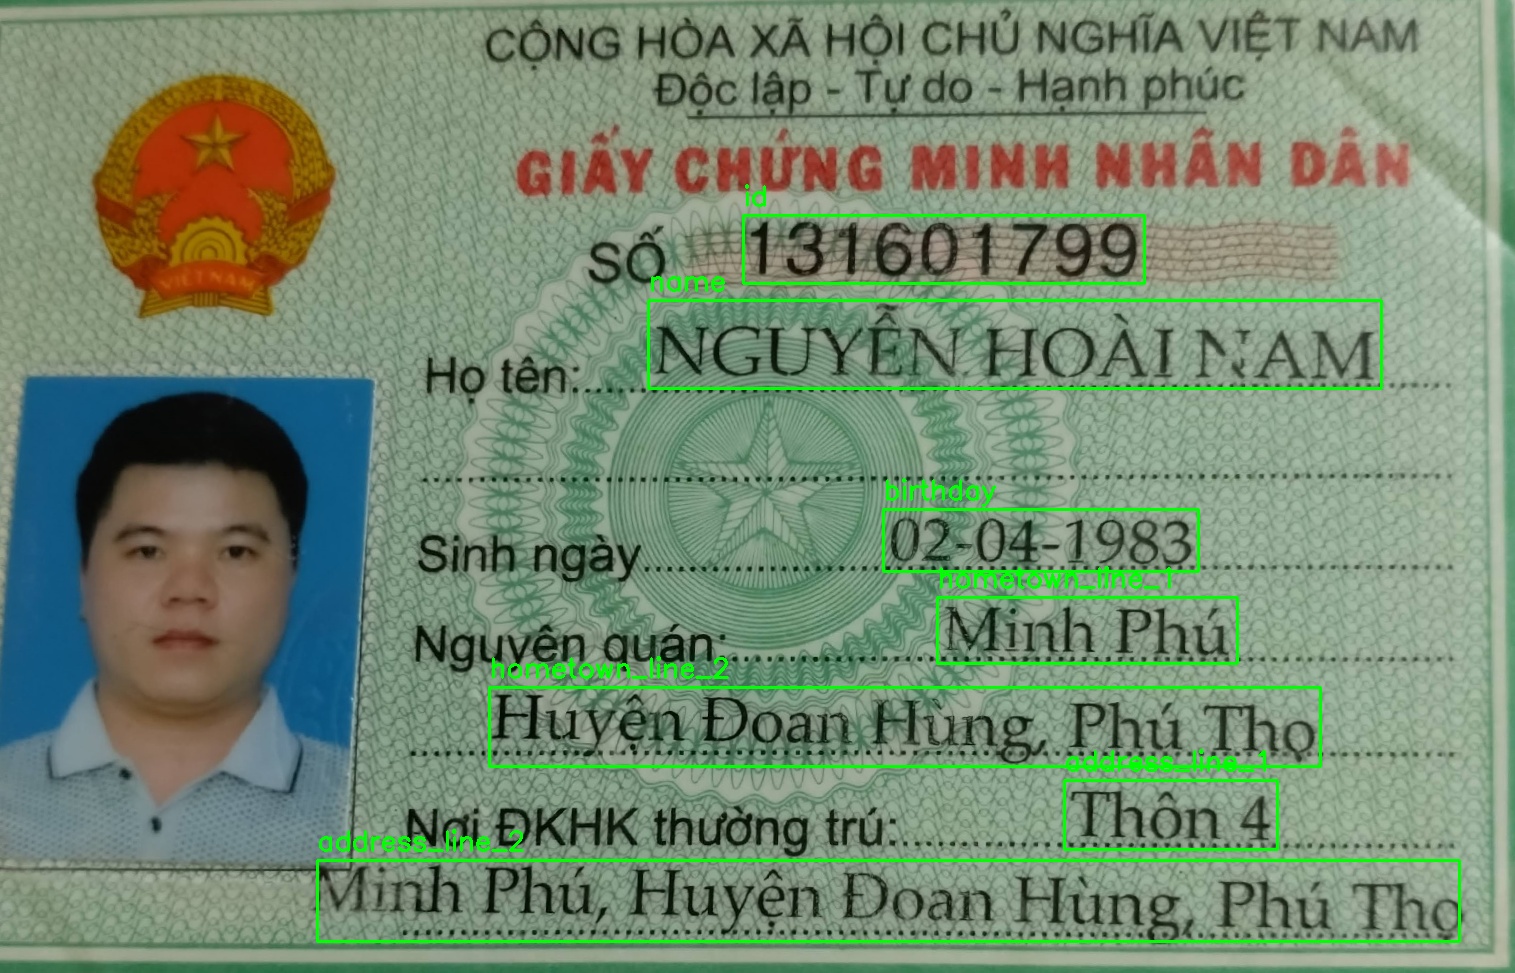 CỘNG HÒA XÃ HỘI CHỦ NGHĨA VIỆT NAM
Độc lập - Tự do - Hạnh phúc
GIẤY CHỨNG MINH NHÂN DÂN
id
SỐ 131601799
name
Họ tên: NGUYỄN HOÀI NAM
birthday
Sinh ngày 02-04-1983
hometown_line_1
Nguyên quán: Minh Phú
hometown_line_2
Huyện Đoan Hùng, Phú Thọ
address_line_1
Nơi ĐKHK thường trú: Thôn 4
address_line_2
Minh Phú, Huyện Đoan Hùng, Phú Thọ
VIỆT NAM